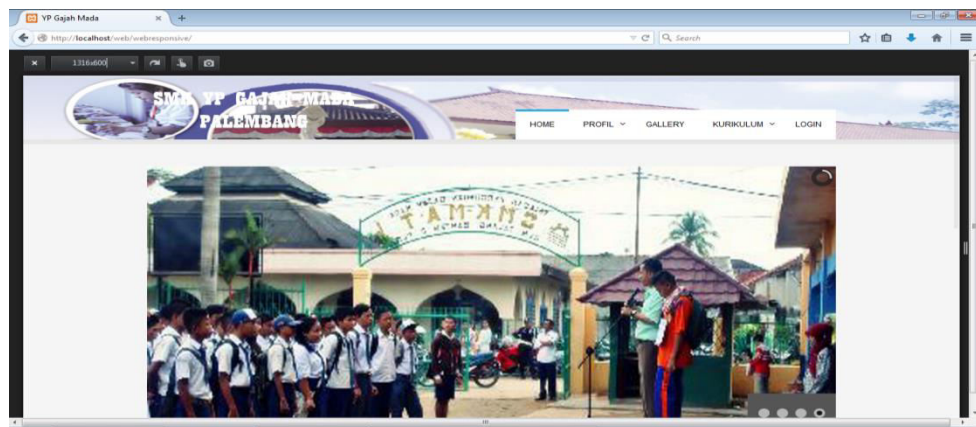 YP Gajah Mada
http://localhost/web/webresponsive/
Search
1316x600
SMK YP GAJAH MADA
PALEMBANG
HOME PROFIL GALLERY KURIKULUM LOGIN